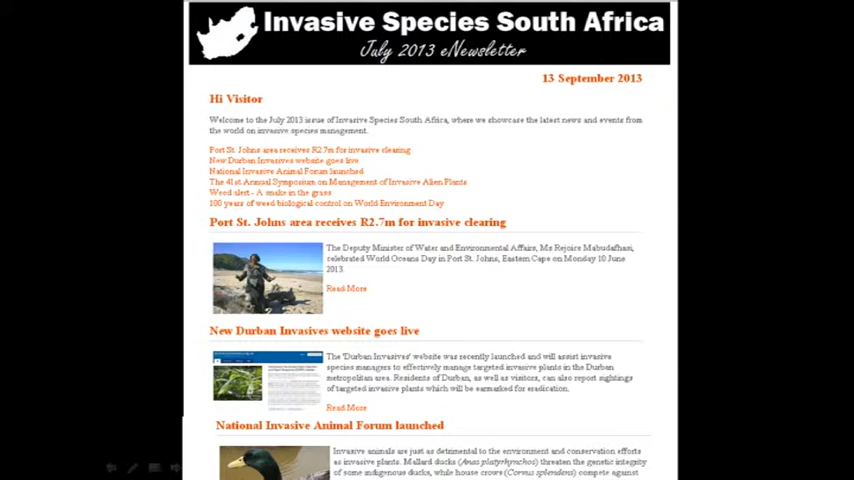 Invasive Species South Africa
July 2013 eNewsletter
13 September 2013
Hi Visitor
Welcome to the July 2013 issue of Invasive Species South Africa, where we showcase the latest news and events from
the world on invasive species management.
Port St. Johns area receives R2.7m for invasive clearing
New Durban Invasives website goes live
National Invasive Animal Forum launched
The 41st Annual Symposium on Management of Invasive Alien Plants
Weed alert - A snake in the grass
100 years of weed biological control on World Environment Day
Port St. Johns area receives R2.7m for invasive clearing
The Deputy Minister of Water and Environmental Affairs, Ms Rejoice Mabudafhasi,
celebrated World Oceans Day in Port St. Johns, Eastern Cape on Monday 10 June
2013.
Read More
New Durban Invasives website goes live
The 'Durban Invasives' website was recently launched and will assist invasive
species managers to effectively manage targeted invasive plants in the Durban
metropolitan area. Residents of Durban, as well as visitors, can also report sightings
of targeted invasive plants which will be earmarked for eradication.
Read More
National Invasive Animal Forum launched
Invasive animals are just as detrimental to the environment and conservation efforts
as invasive plants. Mallard ducks (Anas platyrhynchos) threaten the genetic integrity
of some indigenous ducks, while house crows (Corvus splendens) compete against